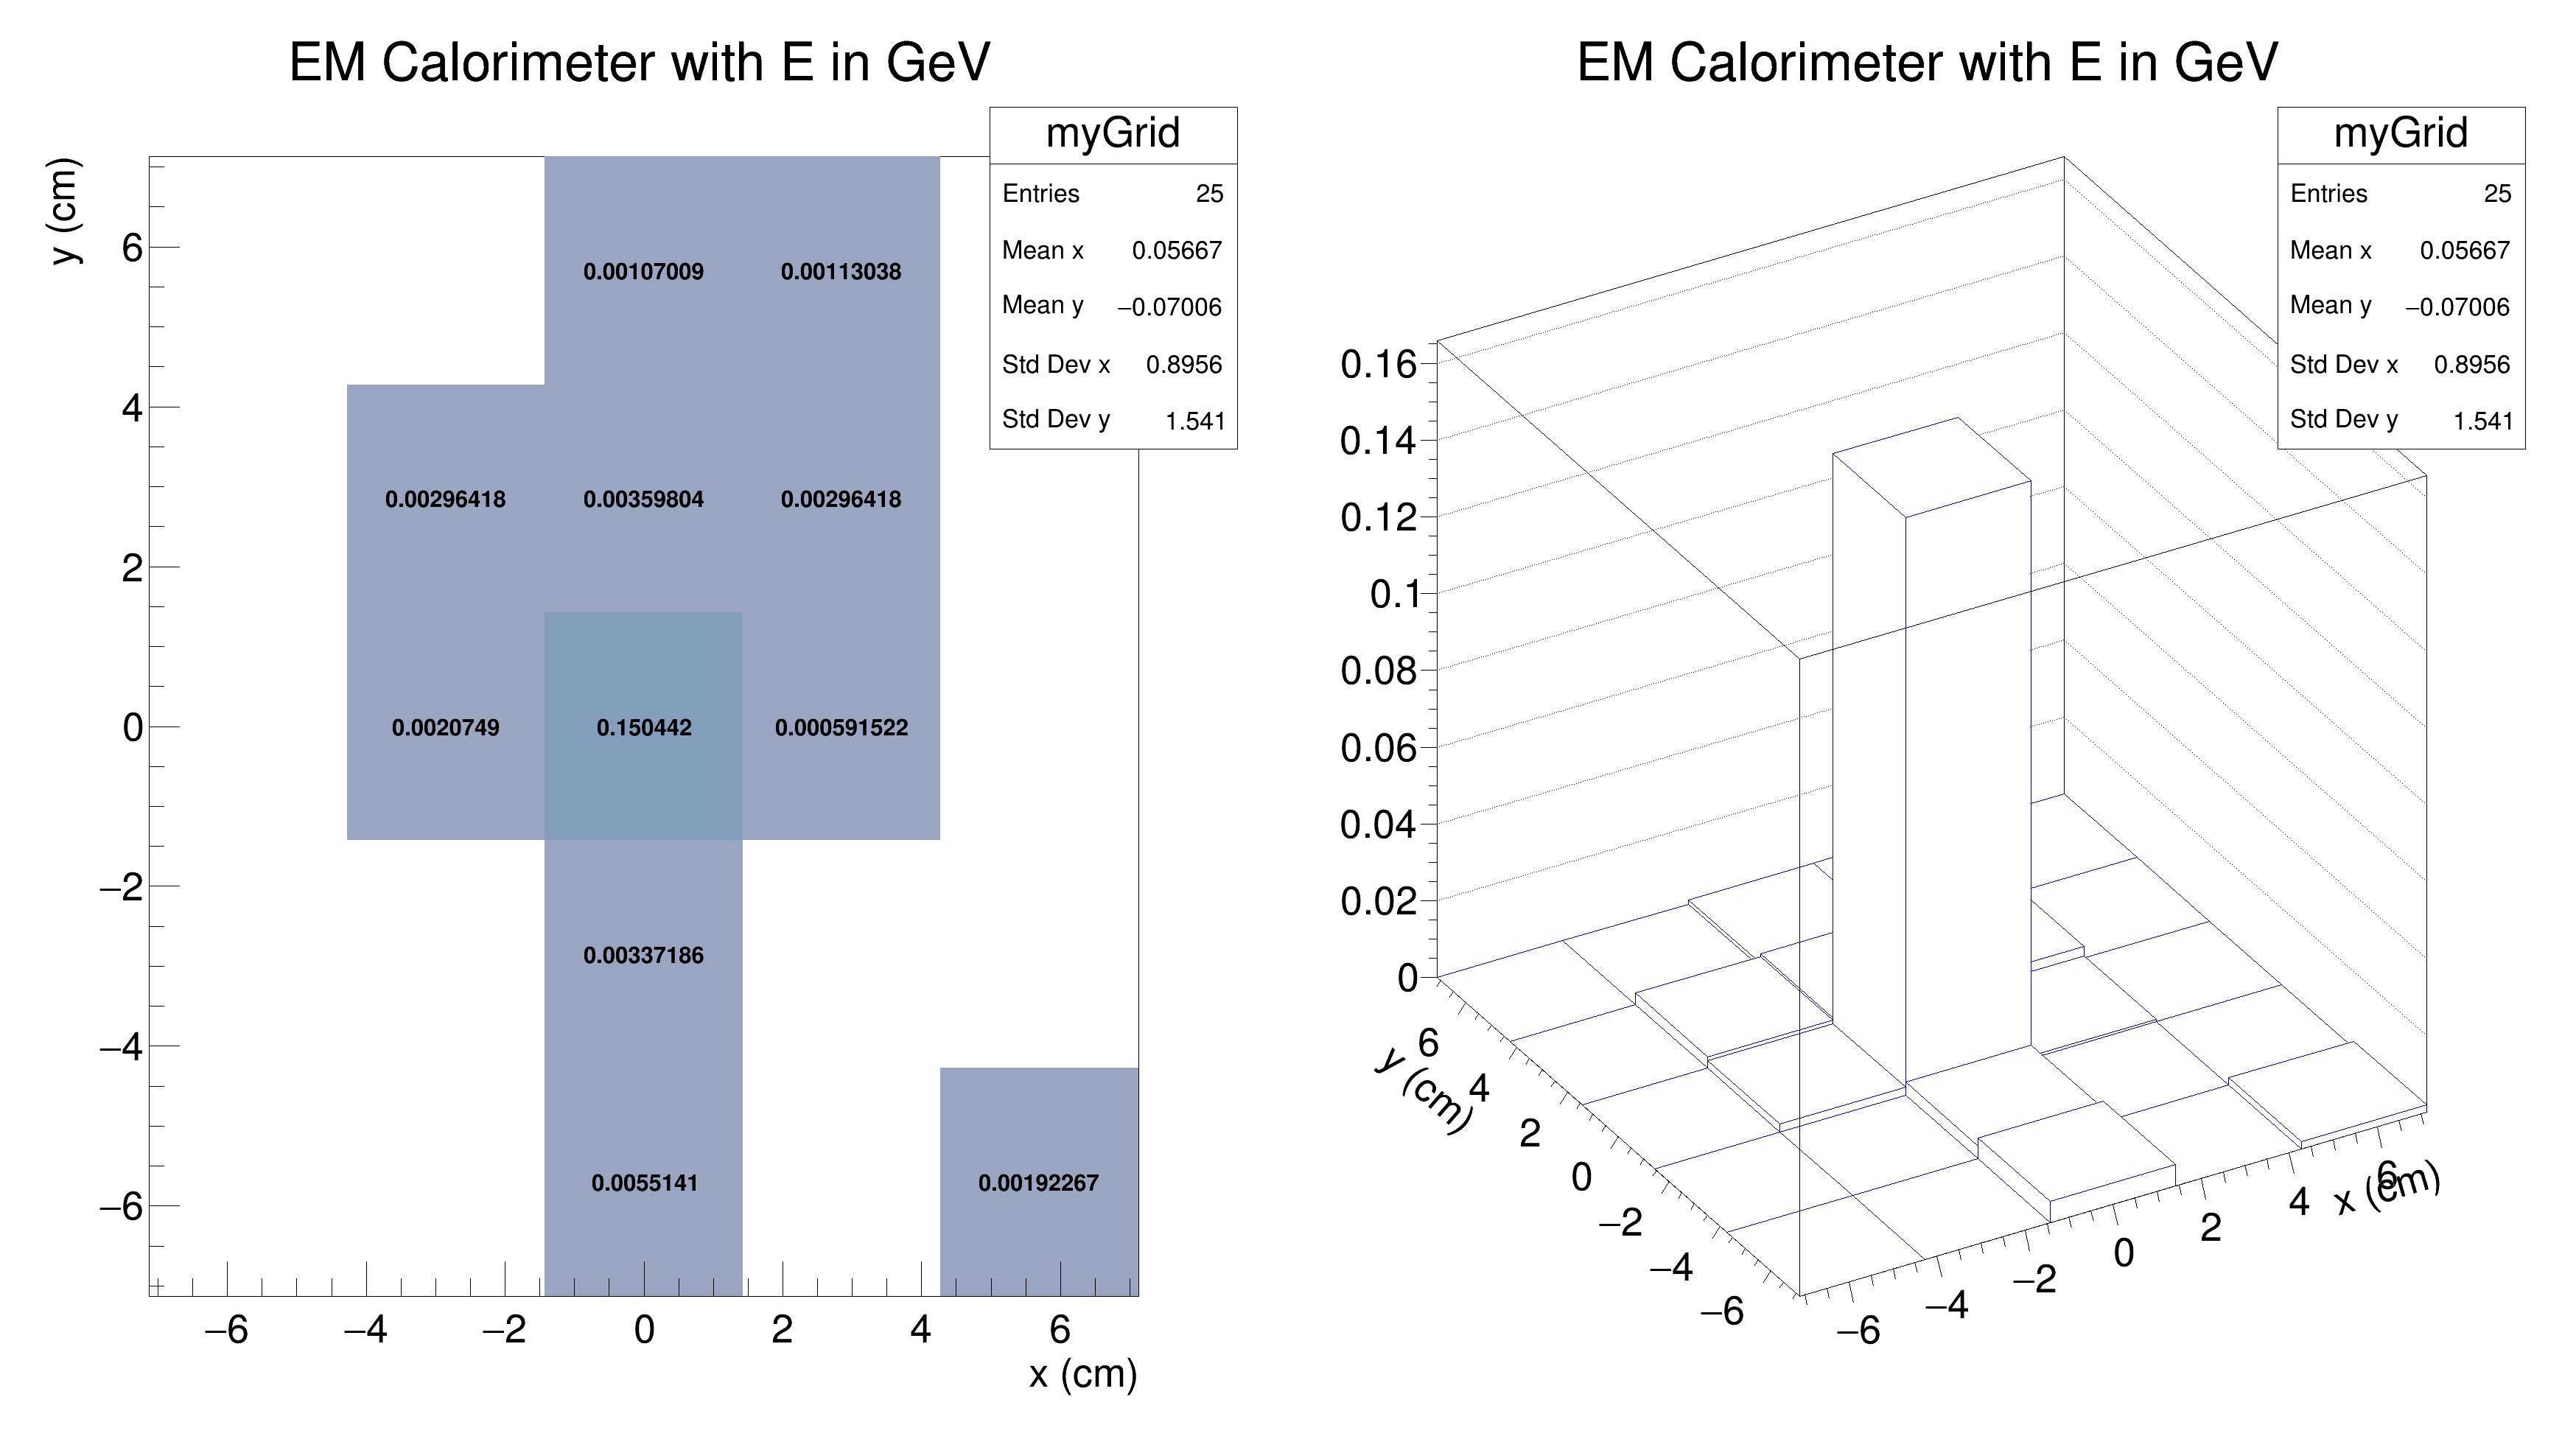 EM Calorimeter with E in GeV
myGrid
Entries 25
Mean x 0.05667
Mean y −0.07006
Std Dev x 0.8956
Std Dev y 1.541
y (cm)
6
4
2
0
−2
−4
−6
0.00107009 0.00113038
0.00296418 0.00359804 0.00296418
0.0020749 0.150442 0.000591522
0.00337186
0.0055141 0.00192267
−6 −4 −2 0 2 4 6
x (cm)
EM Calorimeter with E in GeV
myGrid
Entries 25
Mean x 0.05667
Mean y −0.07006
Std Dev x 0.8956
Std Dev y 1.541
0.16
0.14
0.12
0.1
0.08
0.06
0.04
0.02
0
y (cm)
6
4
2
0
−2
−4
−6
−6 −4 −2 0 2 4 6
x (cm)